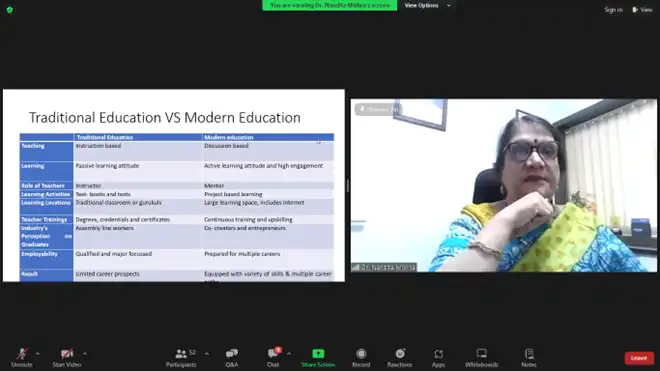 You are viewing Dr. Nandita Mishra's screen
View Options
Sign in
View
Traditional Education VS Modern Education
Traditional Education
Modern education
Teaching
Instruction based
Discussion based
Learning
Passive learning attitude
Active learning attitude and high engagement
Role of Teachers
Instructor
Mentor
Learning Activities
Text- books and texts
Project based learning
Learning Locations
Traditional classroom or gurukuls
Large learning space, includes internet
Teacher Trainings
Degrees, credentials and certificates
Continuous training and upskilling
Industry's Perception on Graduates
Assembly line workers
Co- creators and entrepreneurs
Employability
Qualified and major focussed
Prepared for multiple careers
Result
Limited career prospects
Equipped with variety of skills & multiple career
Dr. Nandita Mishra
Unmute
Start Video
52
Participants
Q&A
Chat
Share Screen
Record
Reactions
Apps
Whiteboards
Notes
Leave